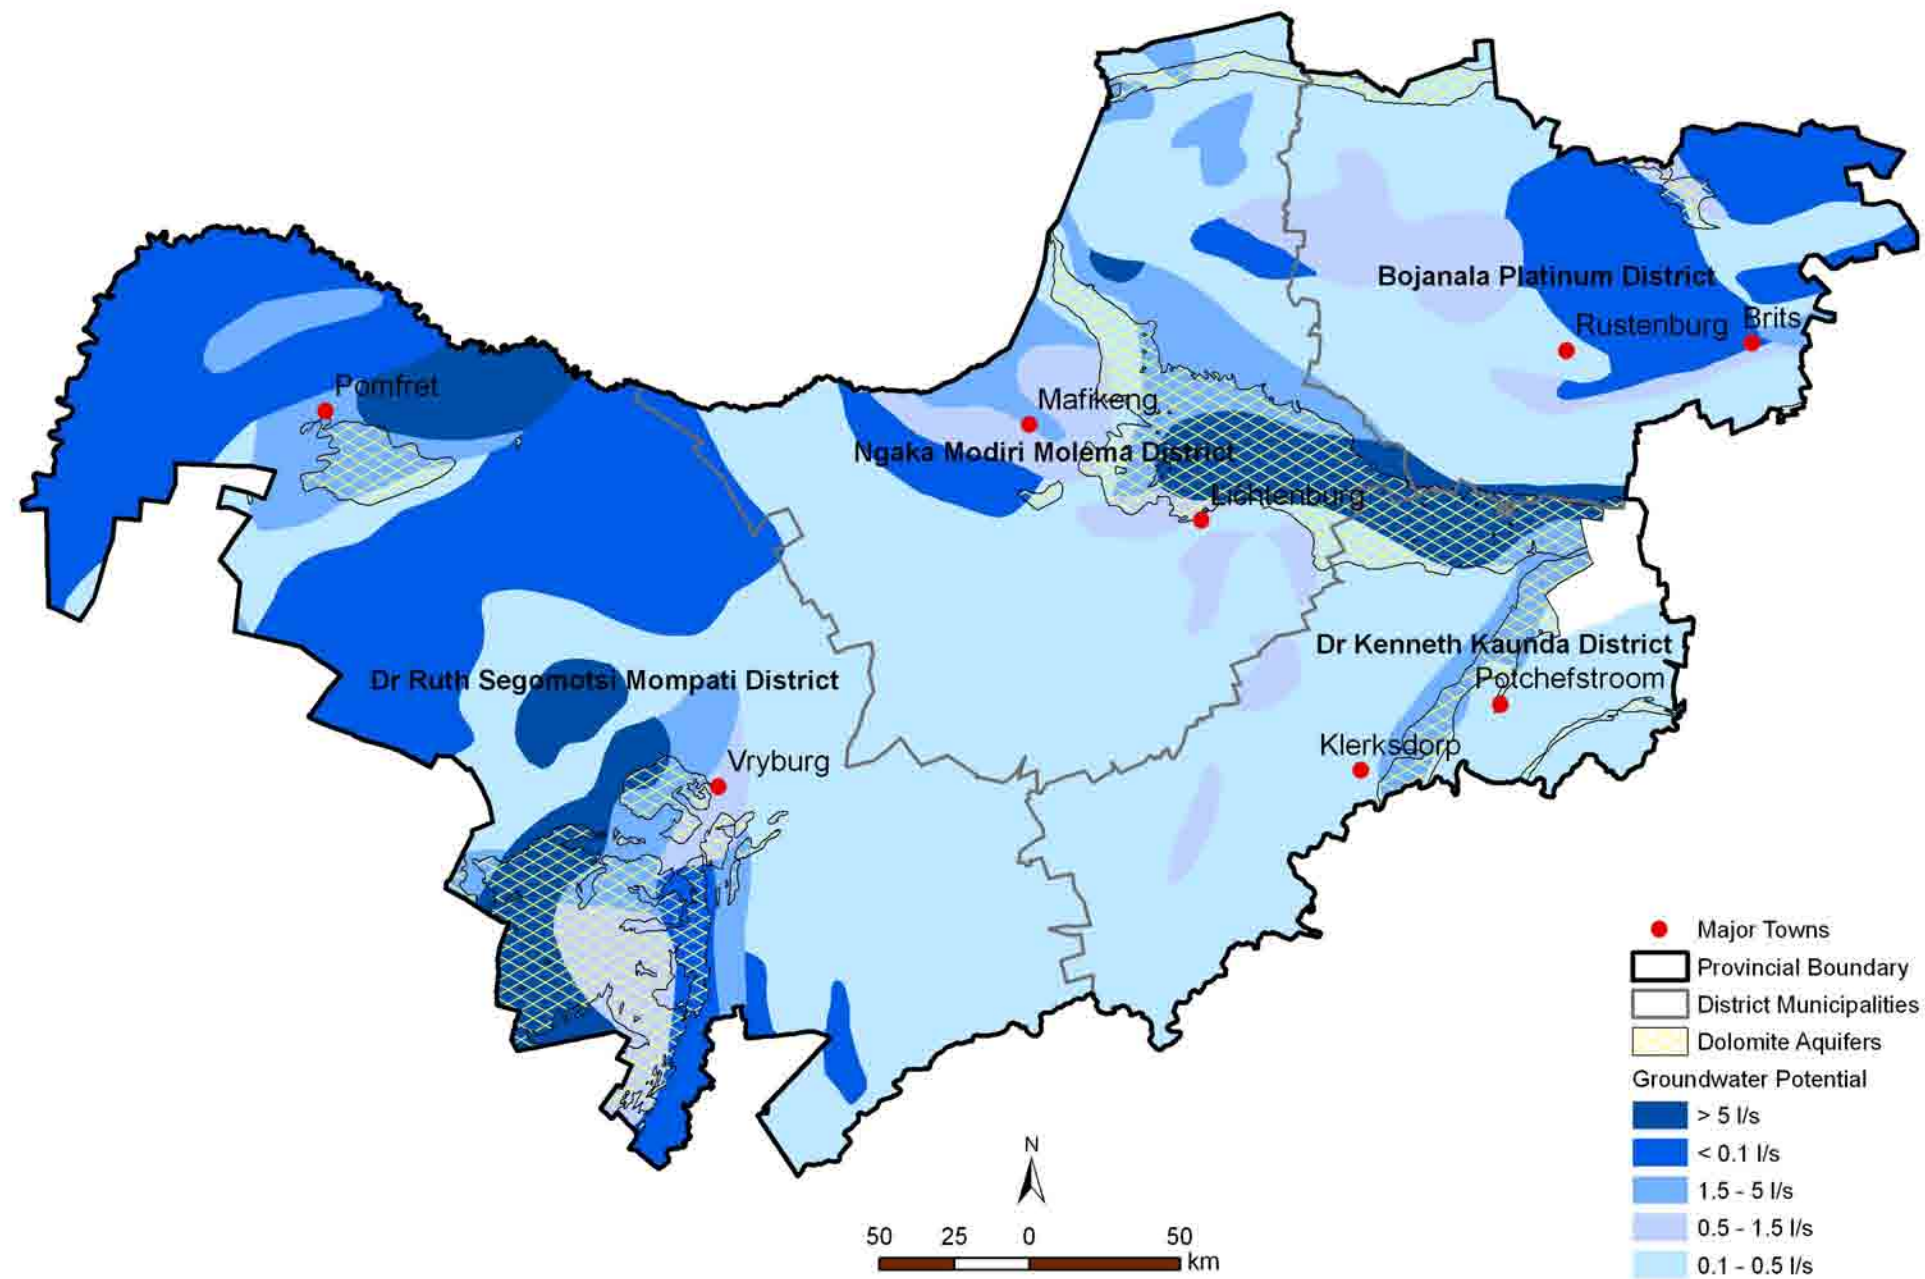 Bojanala Platinum District
Rustenburg
Brits
Pomfret
Mafikeng
Ngaka Modiri Molema District
Lichtenburg
Dr Kenneth Kaunda District
Potchefstroom
Dr Ruth Segomotsi Mompati District
Klerksdorp
Vryburg
Major Towns
Provincial Boundary
District Municipalities
Dolomite Aquifers
Groundwater Potential
> 5 l/s
< 0.1 l/s
1.5 - 5 l/s
0.5 - 1.5 l/s
0.1 - 0.5 l/s
N
50 25 0 50
km